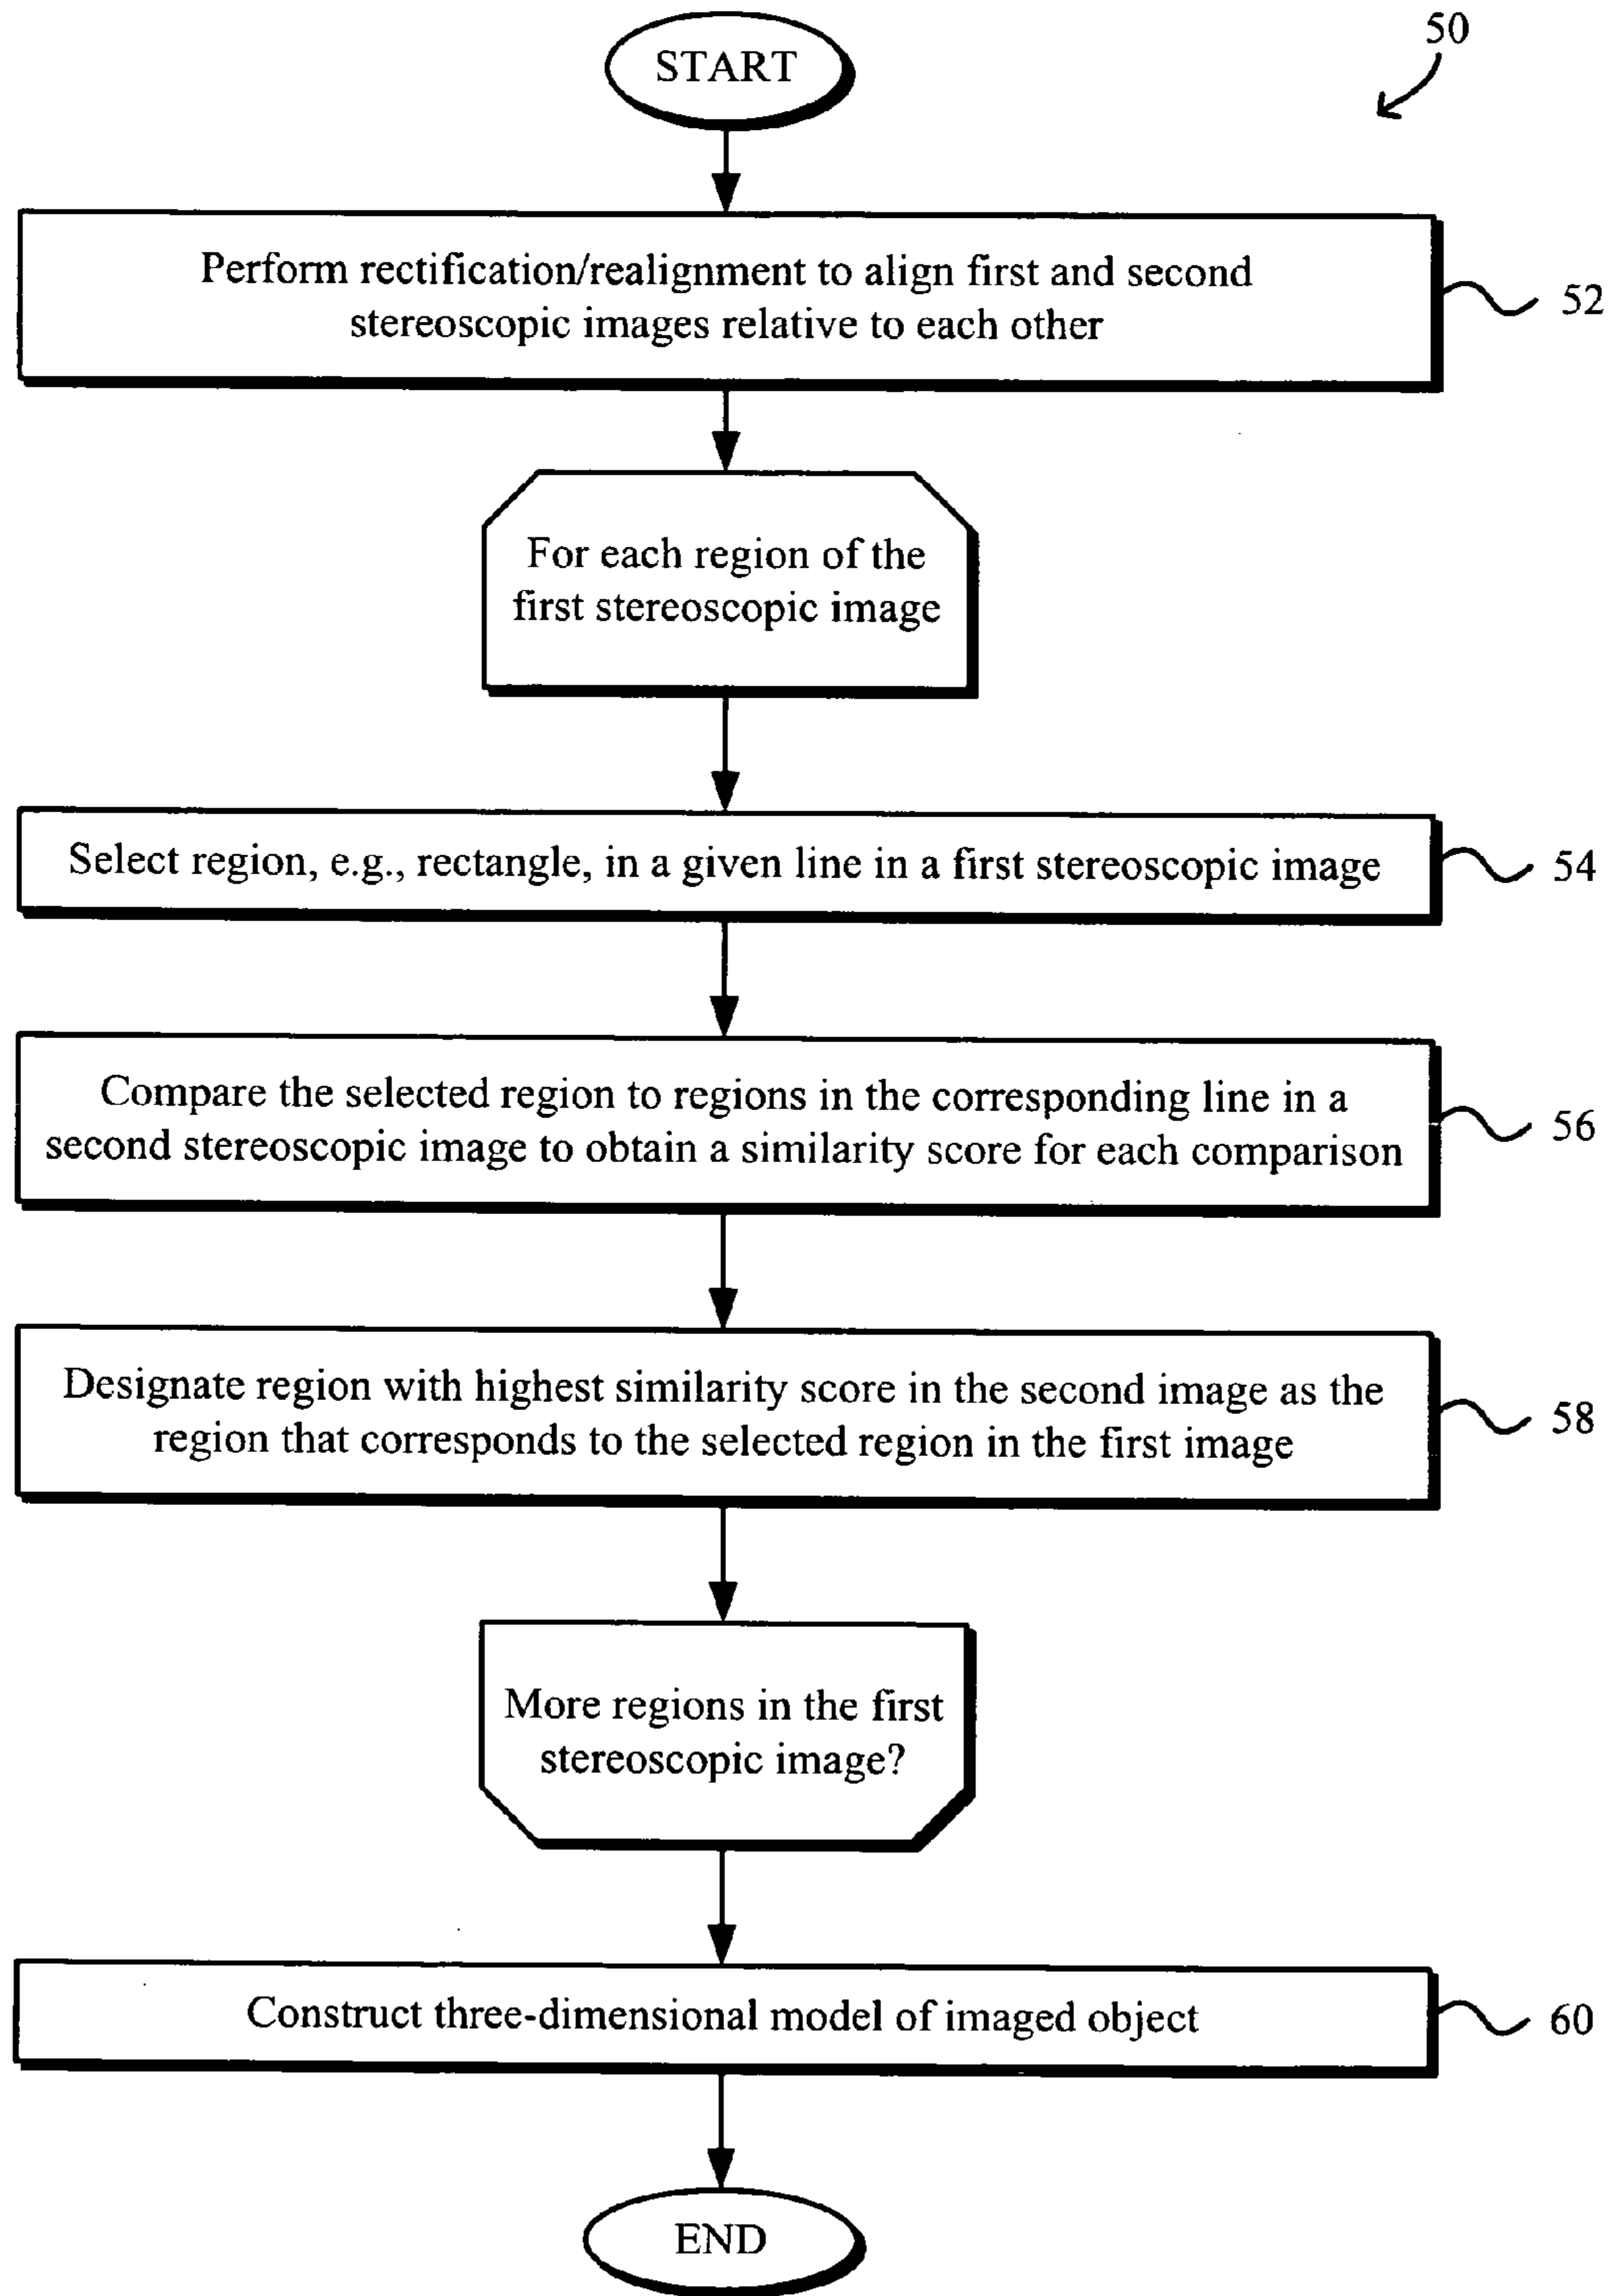 START
50
Perform rectification/realignment to align first and second
stereoscopic images relative to each other
52
For each region of the
first stereoscopic image
Select region, e.g., rectangle, in a given line in a first stereoscopic image
54
Compare the selected region to regions in the corresponding line in a
second stereoscopic image to obtain a similarity score for each comparison
56
Designate region with highest similarity score in the second image as the
region that corresponds to the selected region in the first image
58
More regions in the first
stereoscopic image?
Construct three-dimensional model of imaged object
60
END